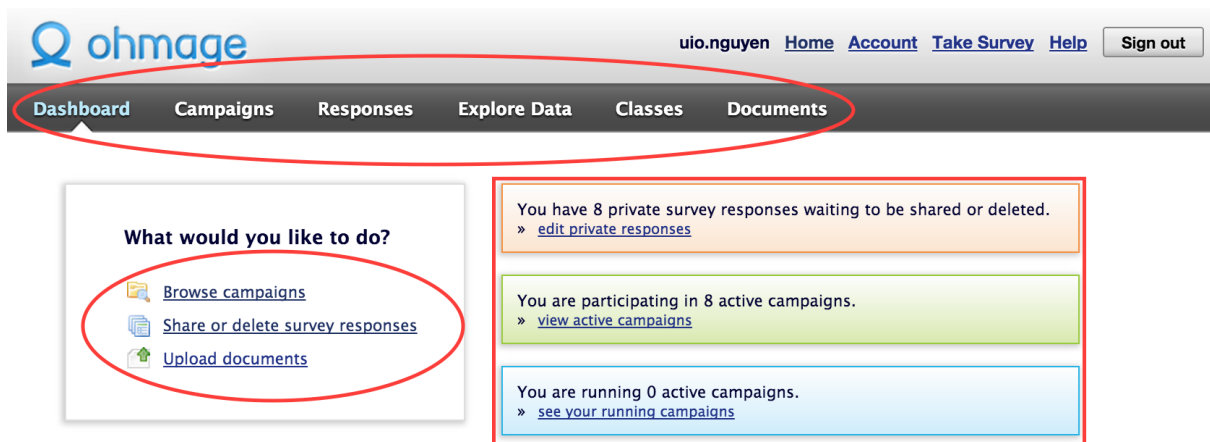 ohmage
uio.nguyen Home Account Take Survey Help Sign out
Dashboard Campaigns Responses Explore Data Classes Documents
What would you like to do?
Browse campaigns
Share or delete survey responses
Upload documents
You have 8 private survey responses waiting to be shared or deleted.
» edit private responses
You are participating in 8 active campaigns.
» view active campaigns
You are running 0 active campaigns.
» see your running campaigns